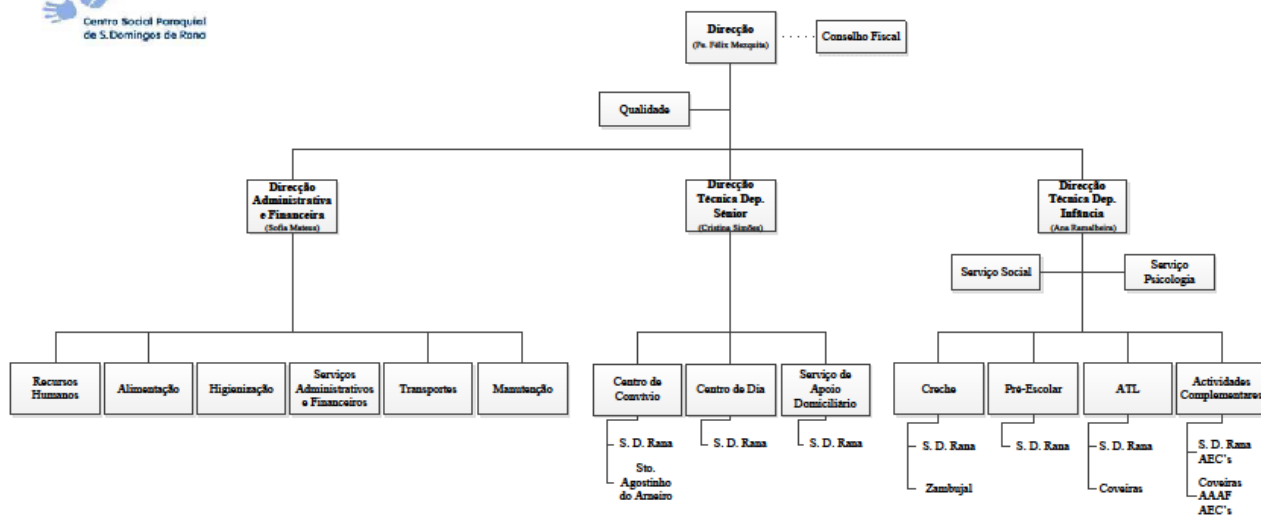 Centro Social Paroquial
de S.Domingos de Rana
Direcção
(Pe. Félix Mezquita)
Conselho Fiscal
Qualidade
Direcção
Administrativa
e Financeira
(Sofia Mateus)
Direcção
Técnica Dep.
Sénior
(Cristina Simões)
Direcção
Técnica Dep.
Infância
(Ana Ramalheira)
Serviço Social
Serviço
Psicologia
Recursos
Humanos
Alimentação
Higienização
Serviços
Administrativos
e Financeiros
Transportes
Manutenção
Centro de
Convívio
Centro de Dia
Serviço de
Apoio
Domiciliário
Creche
Pré-Escolar
ATL
Actividades
Complementares
S. D. Rana
Sto.
Agostinho
do Arneiro
S. D. Rana
S. D. Rana
S. D. Rana
Zambujal
S. D. Rana
S. D. Rana
Coveiras
S. D. Rana
AEC's
Coveiras
AAAF
AEC's